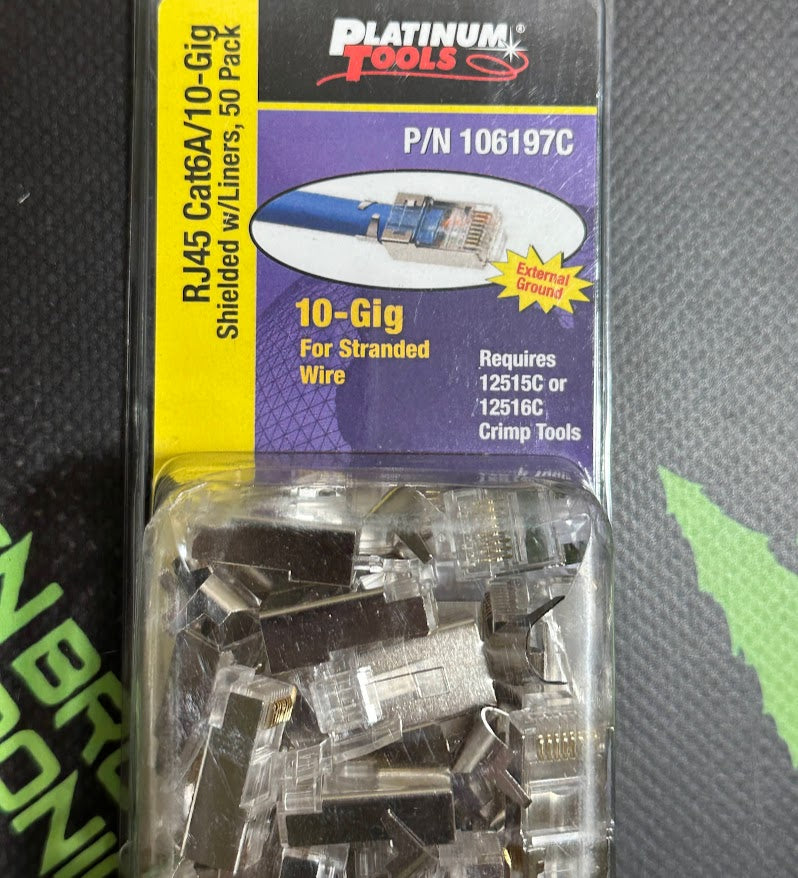 PLATINUM
TOOLS®
RJ45 Cat6A/10-Gig
Shielded w/Liners, 50 Pack
P/N 106197C
External
Ground
10-Gig
For Stranded
Wire
Requires
12515C or
12516C
Crimp Tools